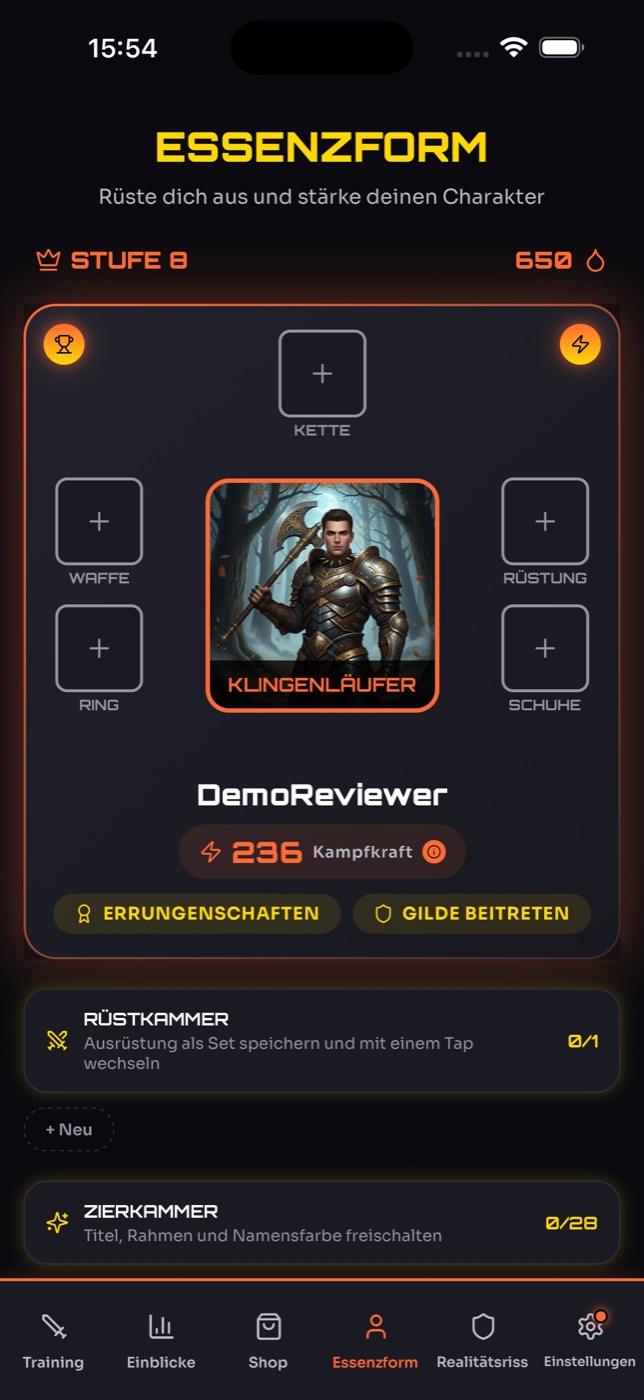 15:54
ESSENZFORM
Rüste dich aus und stärke deinen Charakter
STUFE 8
650
KETTE
WAFFE
RÜSTUNG
KLINGENLÄUFER
RING
SCHUHE
DemoReviewer
236 Kampfkraft
ERRUNGENSCHAFTEN
GILDE BEITRETEN
RÜSTKAMMER
Ausrüstung als Set speichern und mit einem Tap
wechseln
0/1
+ Neu
ZIERKAMMER
Titel, Rahmen und Namensfarbe freischalten
0/28
Training
Einblicke
Shop
Essenzform
Realitätsriss
Einstellungen